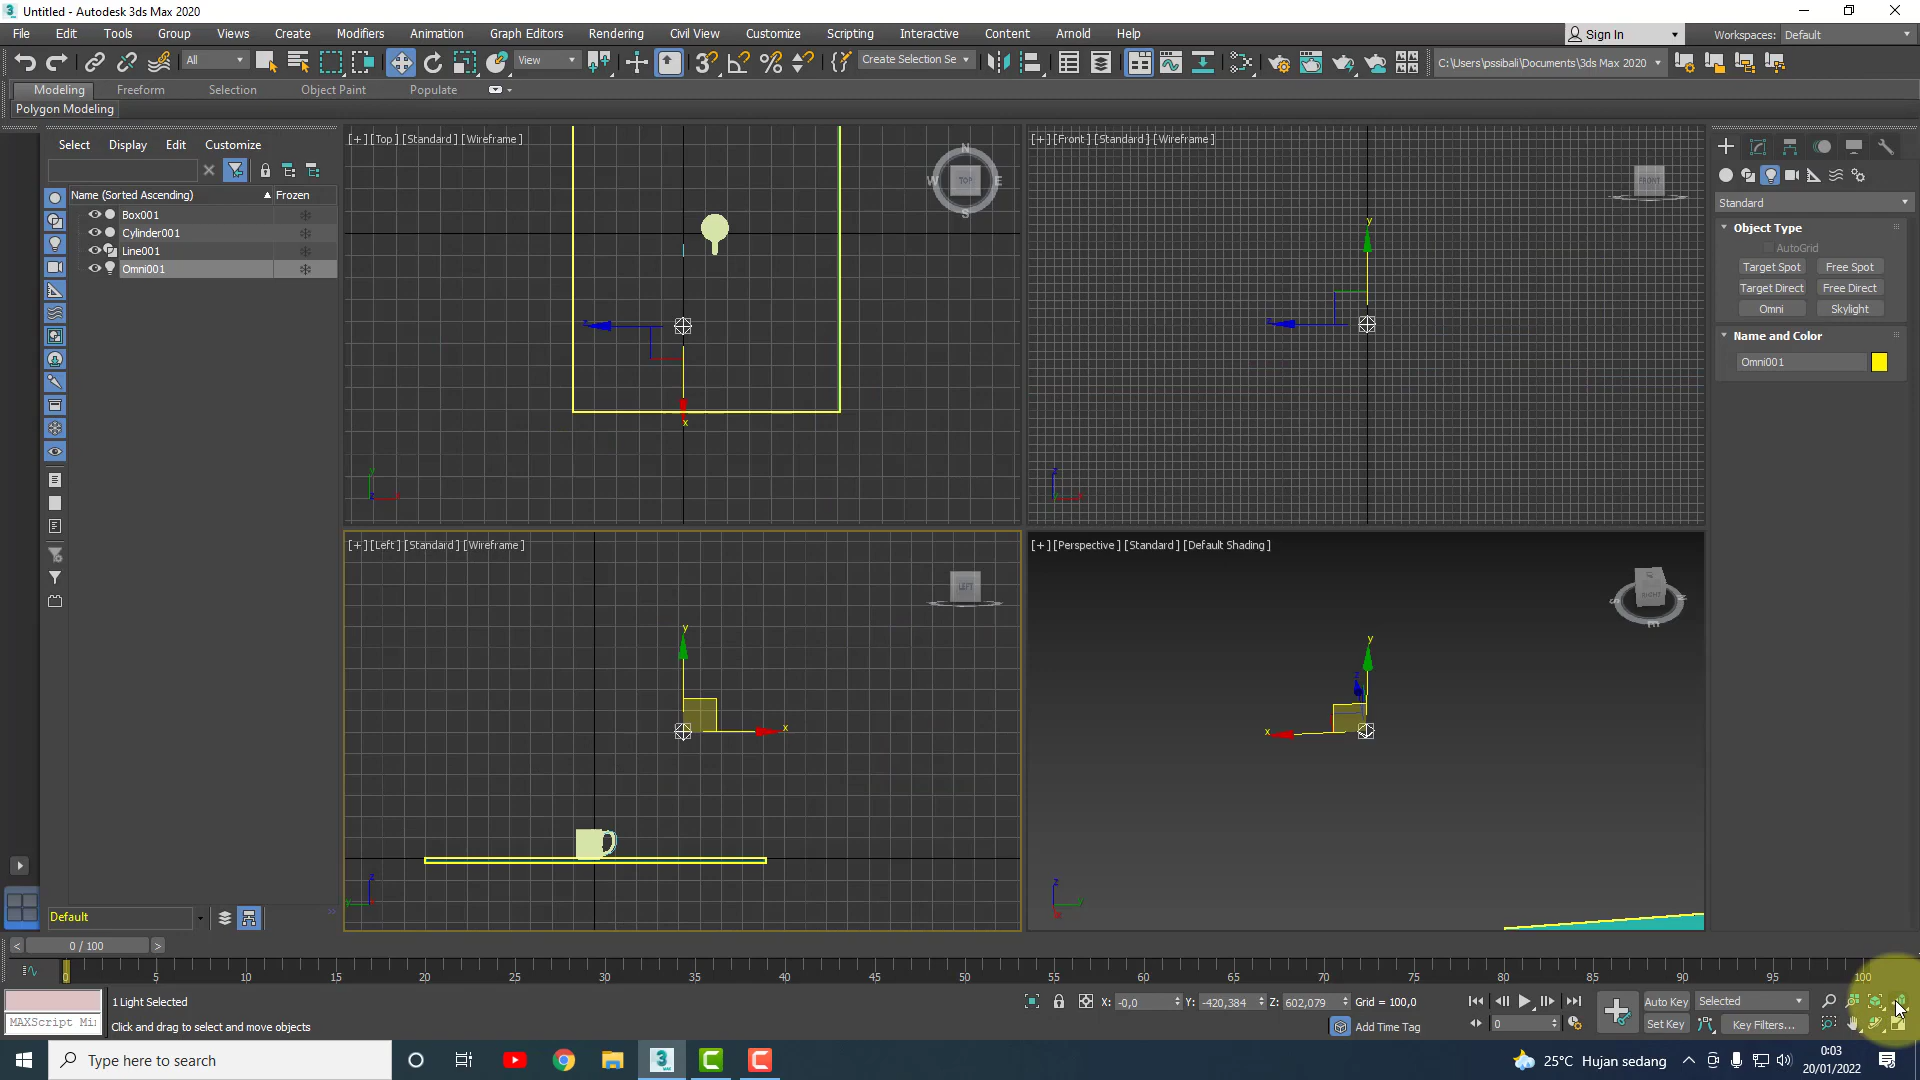 Untitled - Autodesk 3ds Max 2020
File Edit Tools Group Views Create Modifiers Animation Graph Editors Rendering Civil View Customize Scripting Interactive Content Arnold Help Sign In Workspaces: Default
All View Create Selection Se C:\Users\pssibali\Documents\3ds Max 2020
Modeling Freeform Selection Object Paint Populate
Polygon Modeling
Select Display Edit Customize
Name (Sorted Ascending) Frozen
Box001
Cylinder001
Line001
Omni001
[+] [Top] [Standard] [Wireframe]
N
W TOP E
S
z
x
y
[+] [Front] [Standard] [Wireframe]
FRONT
y
z
z
[+] [Left] [Standard] [Wireframe]
LEFT
y
x
z
y
[+] [Perspective] [Standard] [Default Shading]
RIGHT
y
z
x
z
y
x
Standard
Object Type
AutoGrid
Target Spot Free Spot
Target Direct Free Direct
Omni Skylight
Name and Color
Omni001
Default
< 0 / 100 >
0 5 10 15 20 25 30 35 40 45 50 55 60 65 70 75 80 85 90 95 100
1 Light Selected X: -0,0 Y: -420,384 Z: 602,079 Grid = 100,0 Auto Key Selected
MAXScript Mi Click and drag to select and move objects Add Time Tag 0 Set Key Key Filters...
Type here to search
25°C Hujan sedang
0:03
20/01/2022